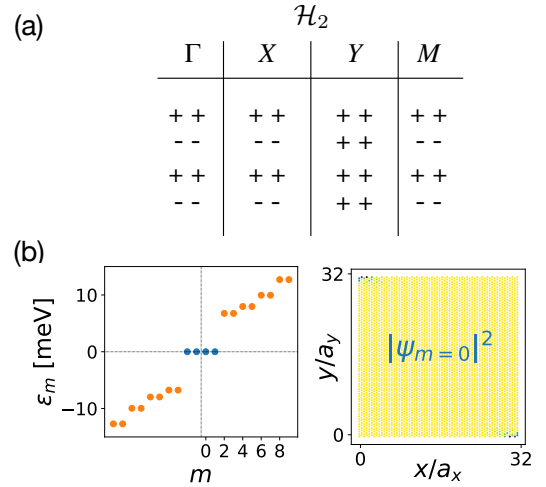 (a)
ℋ₂
Γ X Y M
+ + + + + + + +
- - - - + + - -
+ + + + + + + +
- - - - + + - -
(b)
εₘ [meV]
10
0
−10
0 2 4 6 8
m
y/aᵧ
32
0
|ψₘ₌₀|²
0 32
x/aₓ